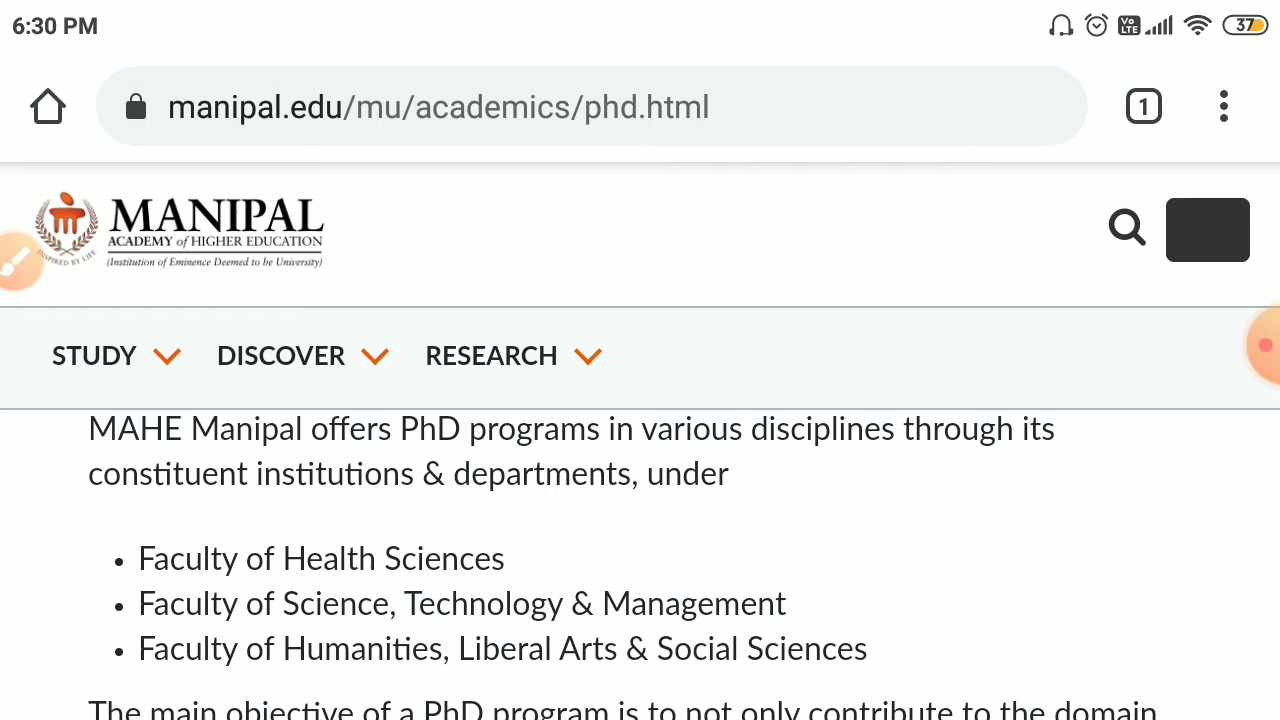 6:30 PM
Vo
LTE
37
manipal.edu/mu/academics/phd.html
1
MANIPAL
ACADEMY of HIGHER EDUCATION
(Institution of Eminence Deemed to be University)
INSPIRED BY LIFE
STUDY
DISCOVER
RESEARCH
MAHE Manipal offers PhD programs in various disciplines through its
constituent institutions & departments, under
• Faculty of Health Sciences
• Faculty of Science, Technology & Management
• Faculty of Humanities, Liberal Arts & Social Sciences
The main objective of a PhD program is to not only contribute to the domain